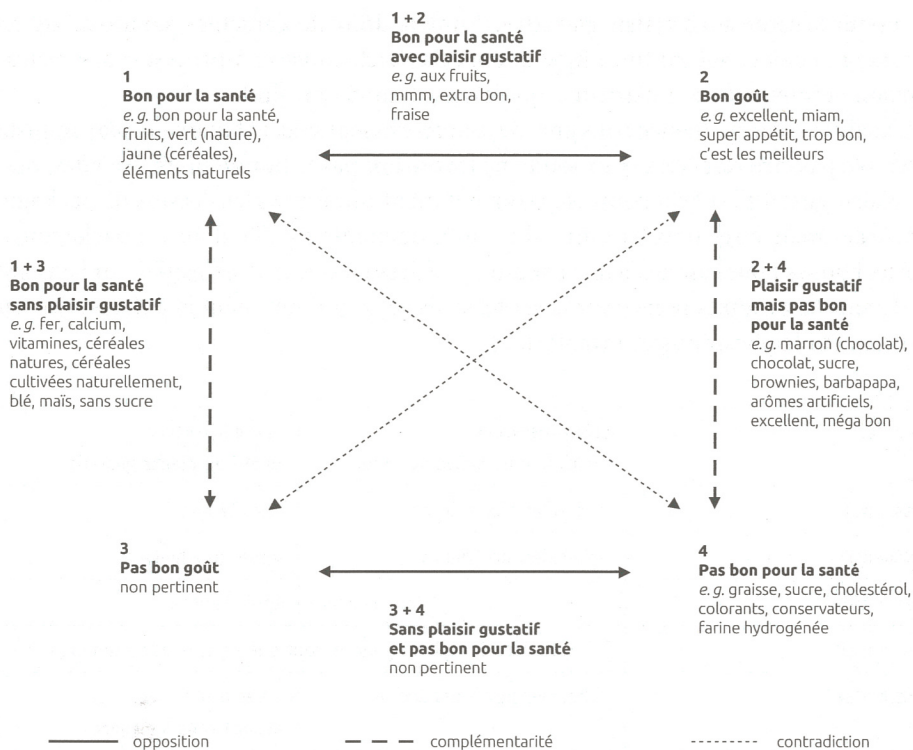 1 + 2
Bon pour la santé
avec plaisir gustatif
e. g. aux fruits,
mmm, extra bon,
fraise
1
Bon pour la santé
e. g. bon pour la santé,
fruits, vert (nature),
jaune (céréales),
éléments naturels
2
Bon goût
e. g. excellent, miam,
super appétit, trop bon,
c'est les meilleurs
1 + 3
Bon pour la santé
sans plaisir gustatif
e. g. fer, calcium,
vitamines, céréales
natures, céréales
cultivées naturellement,
blé, maïs, sans sucre
2 + 4
Plaisir gustatif
mais pas bon
pour la santé
e. g. marron (chocolat),
chocolat, sucre,
brownies, barbapapa,
arômes artificiels,
excellent, méga bon
3
Pas bon goût
non pertinent
4
Pas bon pour la santé
e. g. graisse, sucre, cholestérol,
colorants, conservateurs,
farine hydrogénée
3 + 4
Sans plaisir gustatif
et pas bon pour la santé
non pertinent
opposition
complémentarité
contradiction